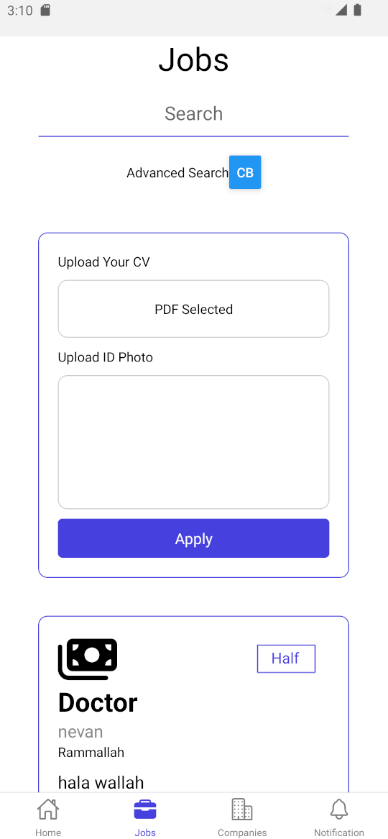 3:10
Jobs
Search
Advanced Search CB
Upload Your CV
PDF Selected
Upload ID Photo
Apply
Half
Doctor
nevan
Rammallah
hala wallah
Home Jobs Companies Notification